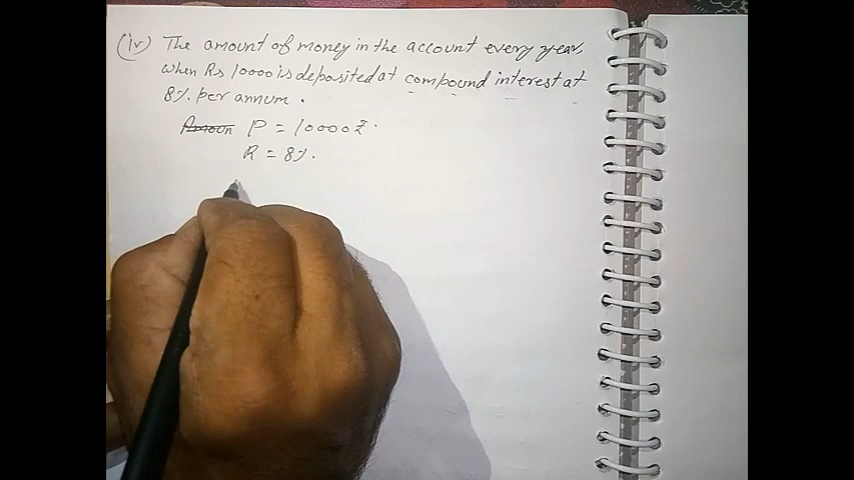 (iv) The amount of money in the account every year,
when Rs 10000 is deposited at compound interest at
8% per annum.
Amoun P = 10000₹.
R = 8%.